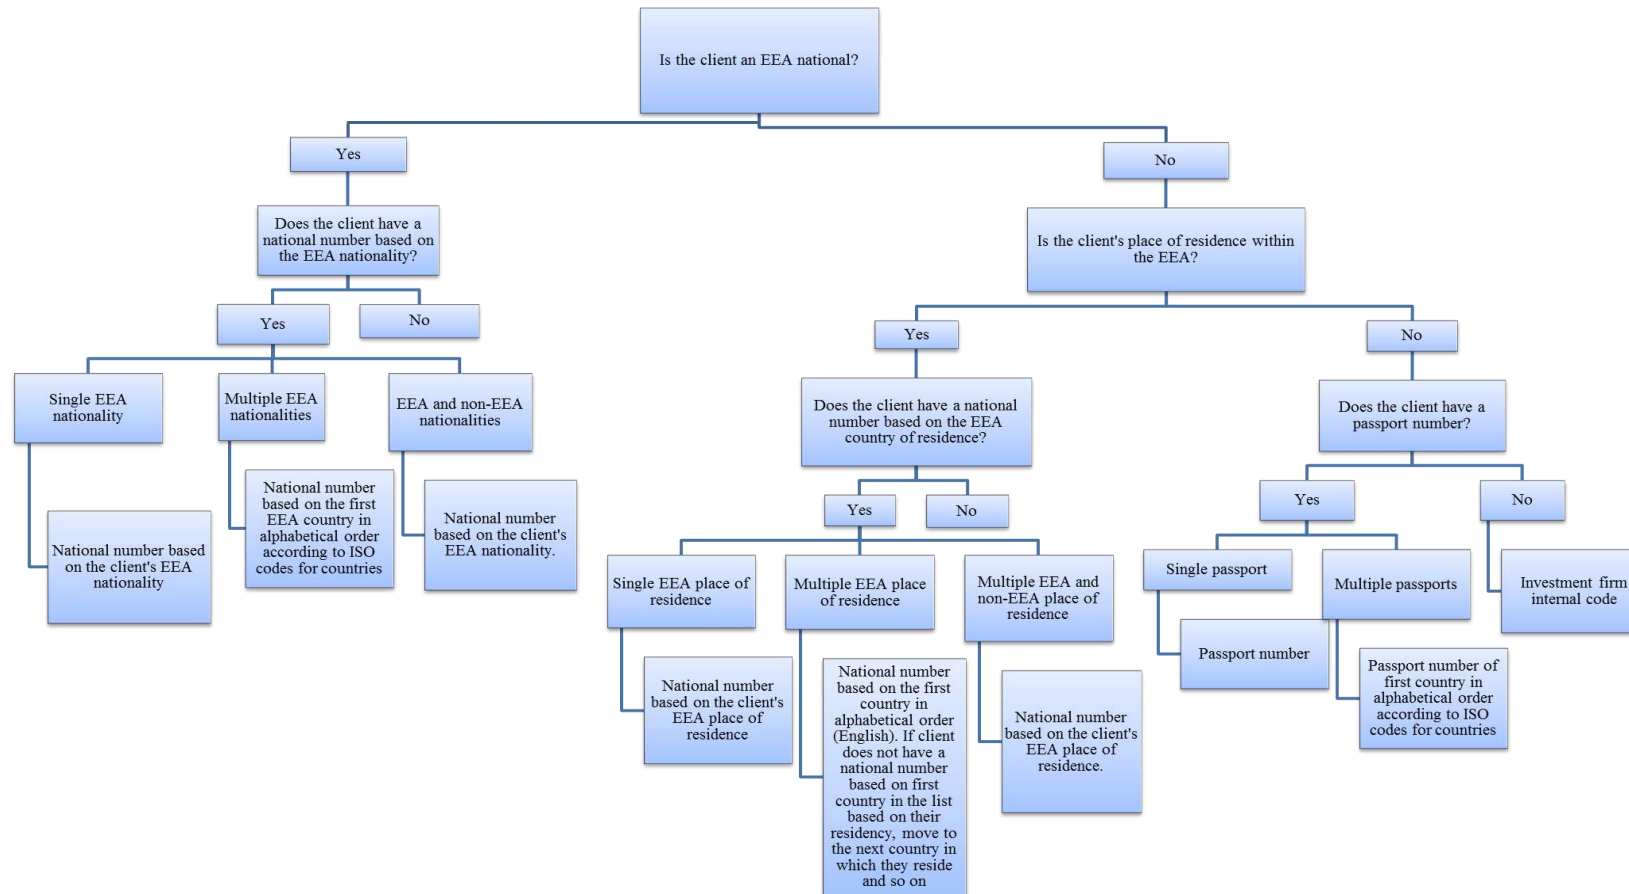 Is the client an EEA national?
Yes
No
Does the client have a
national number based on
the EEA nationality?
Is the client's place of residence within
the EEA?
Yes
No
Yes
No
Single EEA
nationality
Multiple EEA
nationalities
EEA and non-EEA
nationalities
National number based
on the client's EEA
nationality
National number
based on the first
EEA country in
alphabetical order
according to ISO
codes for countries
National number
based on the client's
EEA nationality.
Does the client have a national
number based on the EEA
country of residence?
Does the client have a
passport number?
Yes
No
Yes
No
Single EEA place of
residence
Multiple EEA place
of residence
Multiple EEA and
non-EEA place of
residence
Single passport
Multiple passports
Investment firm
internal code
National number
based on the client's
EEA place of
residence
National number
based on the first
country in
alphabetical order
(English). If client
does not have a
national number
based on first
country in the list
based on their
residency, move to
the next country in
which they reside
and so on
National number
based on the client's
EEA place of
residence.
Passport number
Passport number of
first country in
alphabetical order
according to ISO
codes for countries